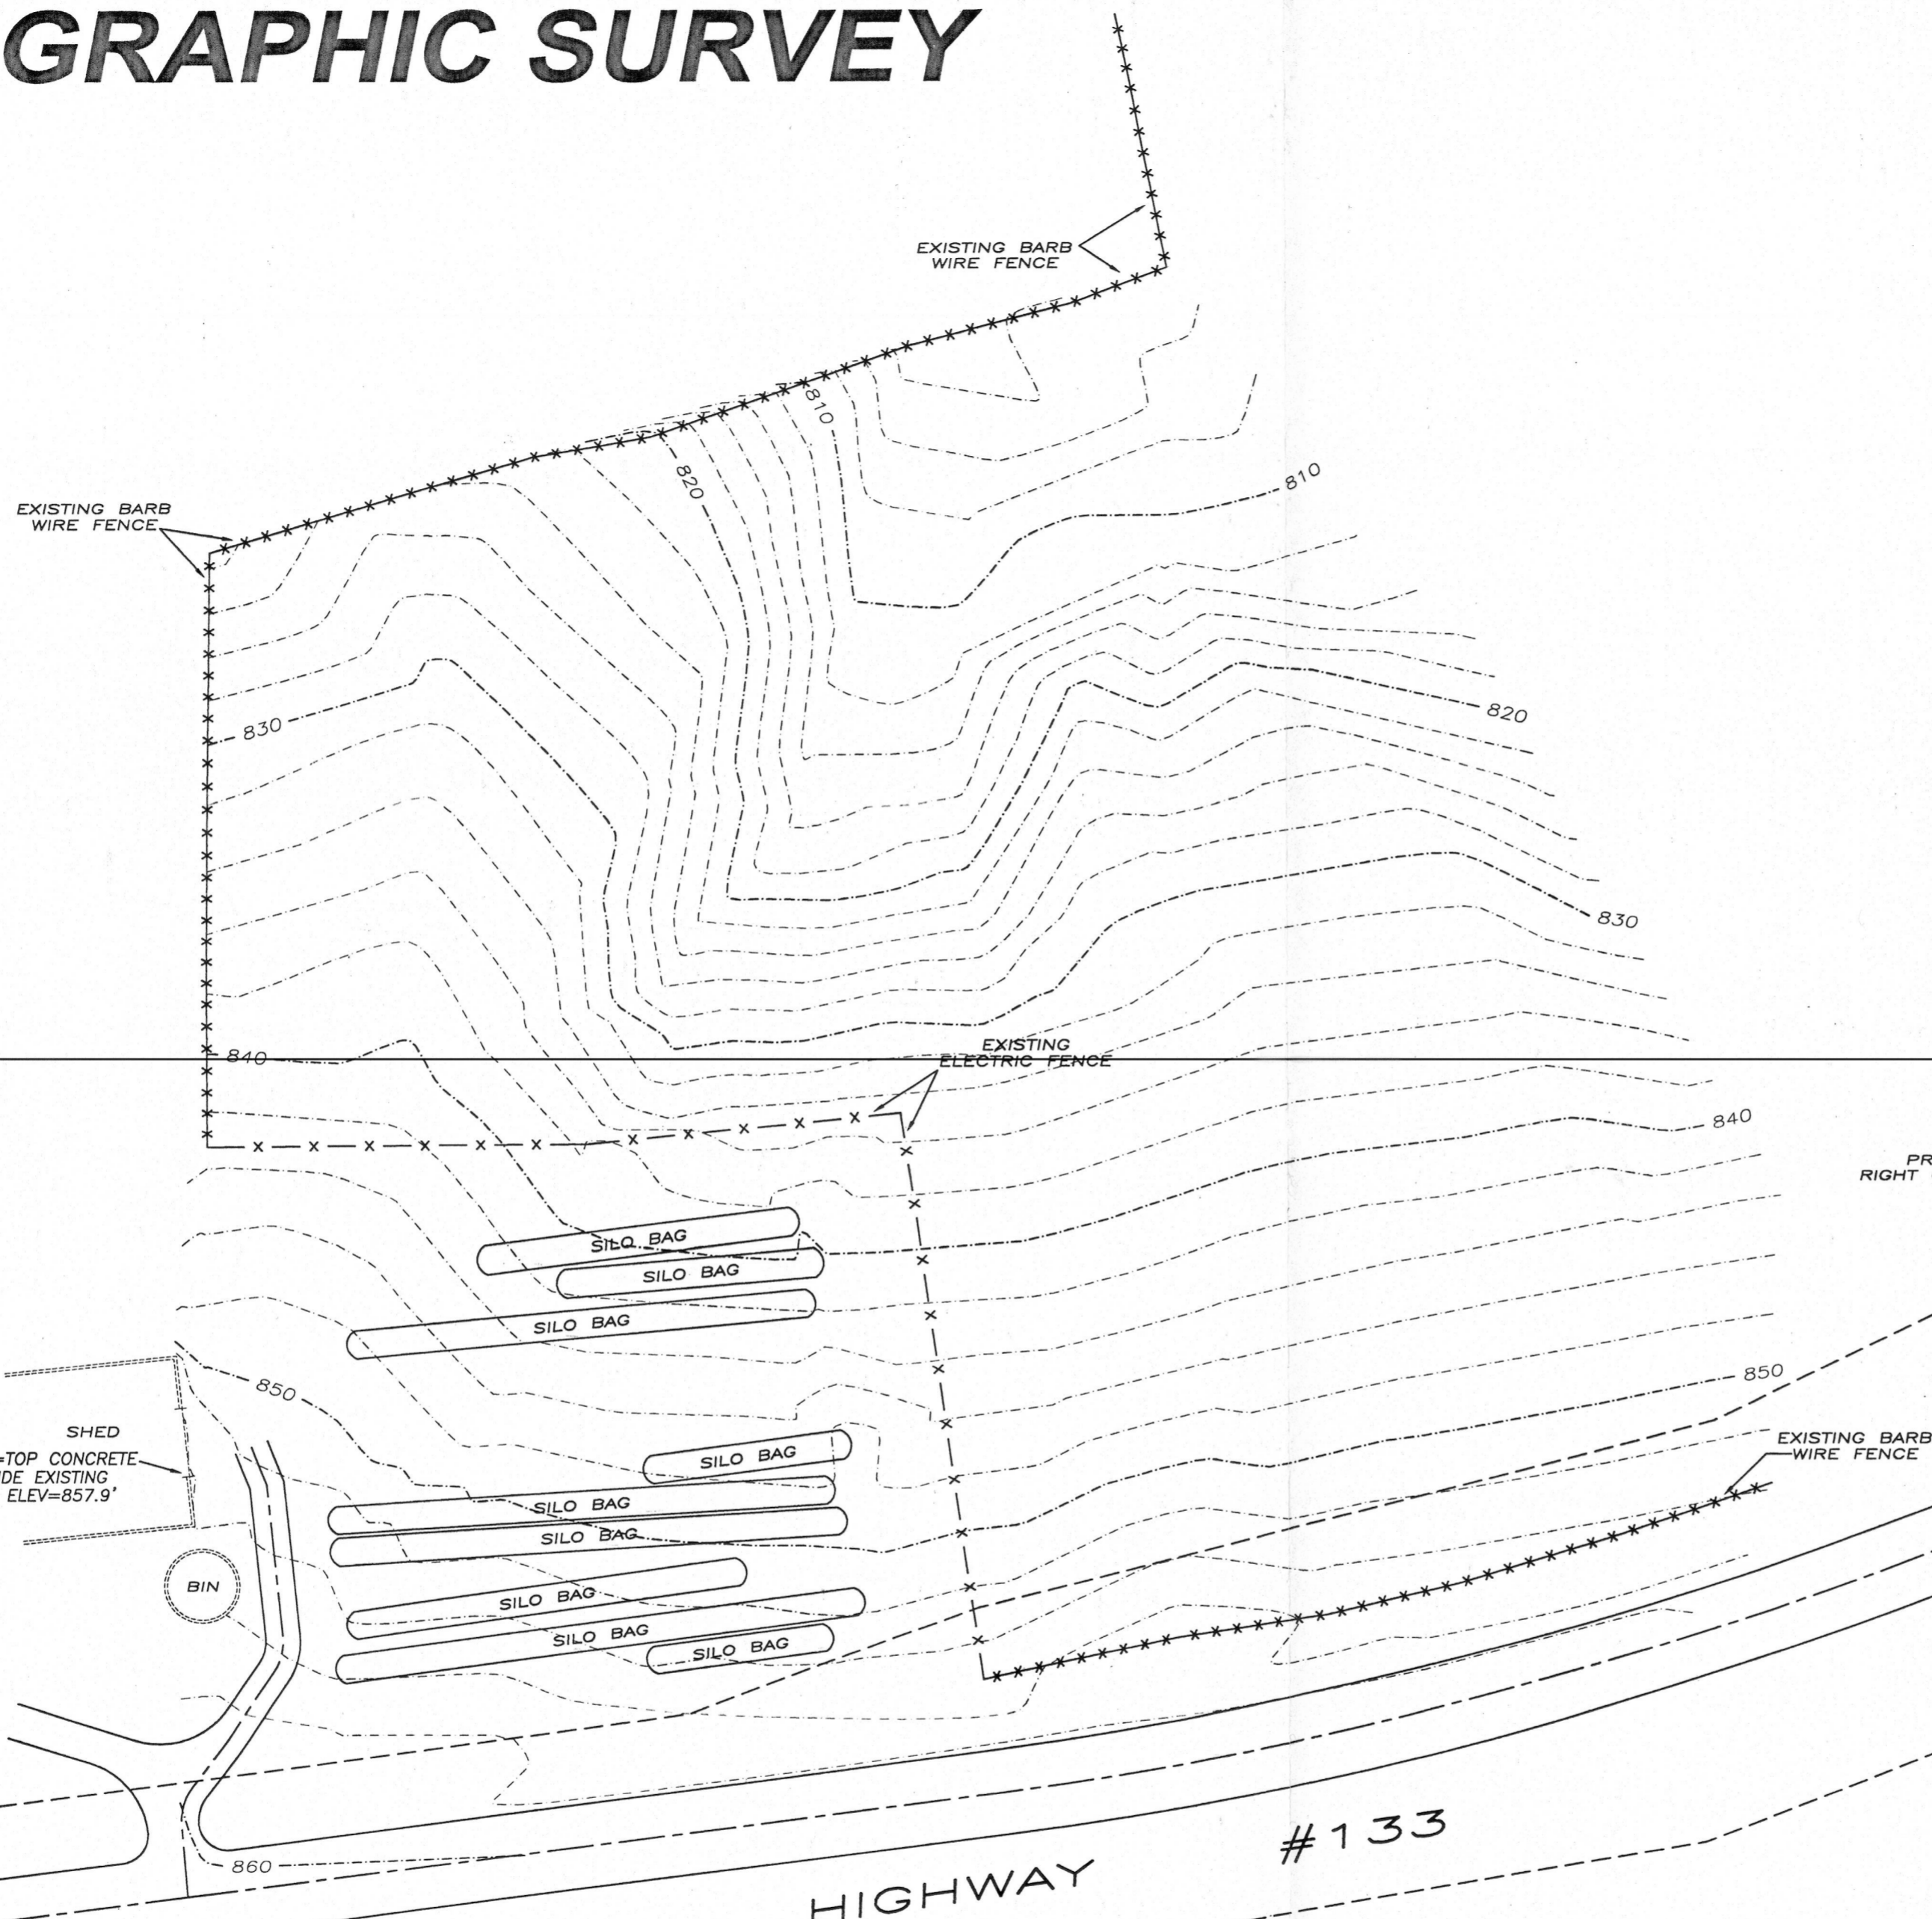 GRAPHIC SURVEY
EXISTING BARB
WIRE FENCE
810
820
810
EXISTING BARB
WIRE FENCE
830
820
830
840
EXISTING
ELECTRIC FENCE
840
PR
RIGHT
SILO BAG
SILO BAG
SILO BAG
850
850
SHED
=TOP CONCRETE
IDE EXISTING
ELEV=857.9'
EXISTING BARB
WIRE FENCE
SILO BAG
SILO BAG
SILO BAG
BIN
SILO BAG
SILO BAG
SILO BAG
860
HIGHWAY #133